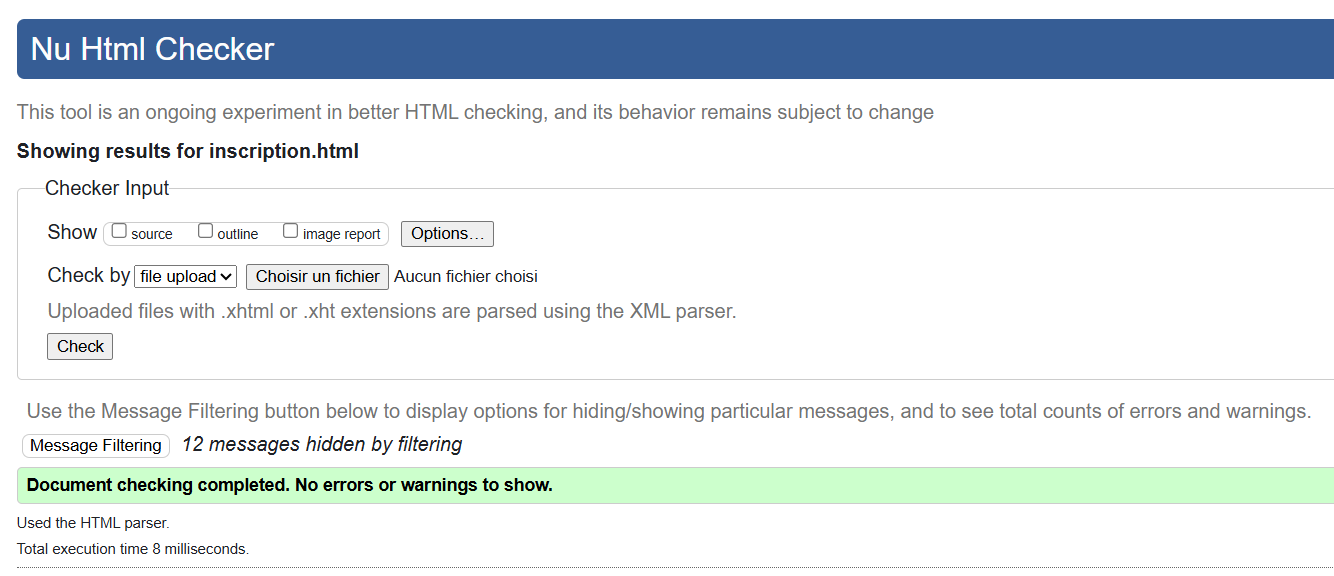 Nu Html Checker
This tool is an ongoing experiment in better HTML checking, and its behavior remains subject to change
Showing results for inscription.html
Checker Input
Show source outline image report Options...
Check by file upload Choisir un fichier Aucun fichier choisi
Uploaded files with .xhtml or .xht extensions are parsed using the XML parser.
Check
Use the Message Filtering button below to display options for hiding/showing particular messages, and to see total counts of errors and warnings.
Message Filtering 12 messages hidden by filtering
Document checking completed. No errors or warnings to show.
Used the HTML parser.
Total execution time 8 milliseconds.